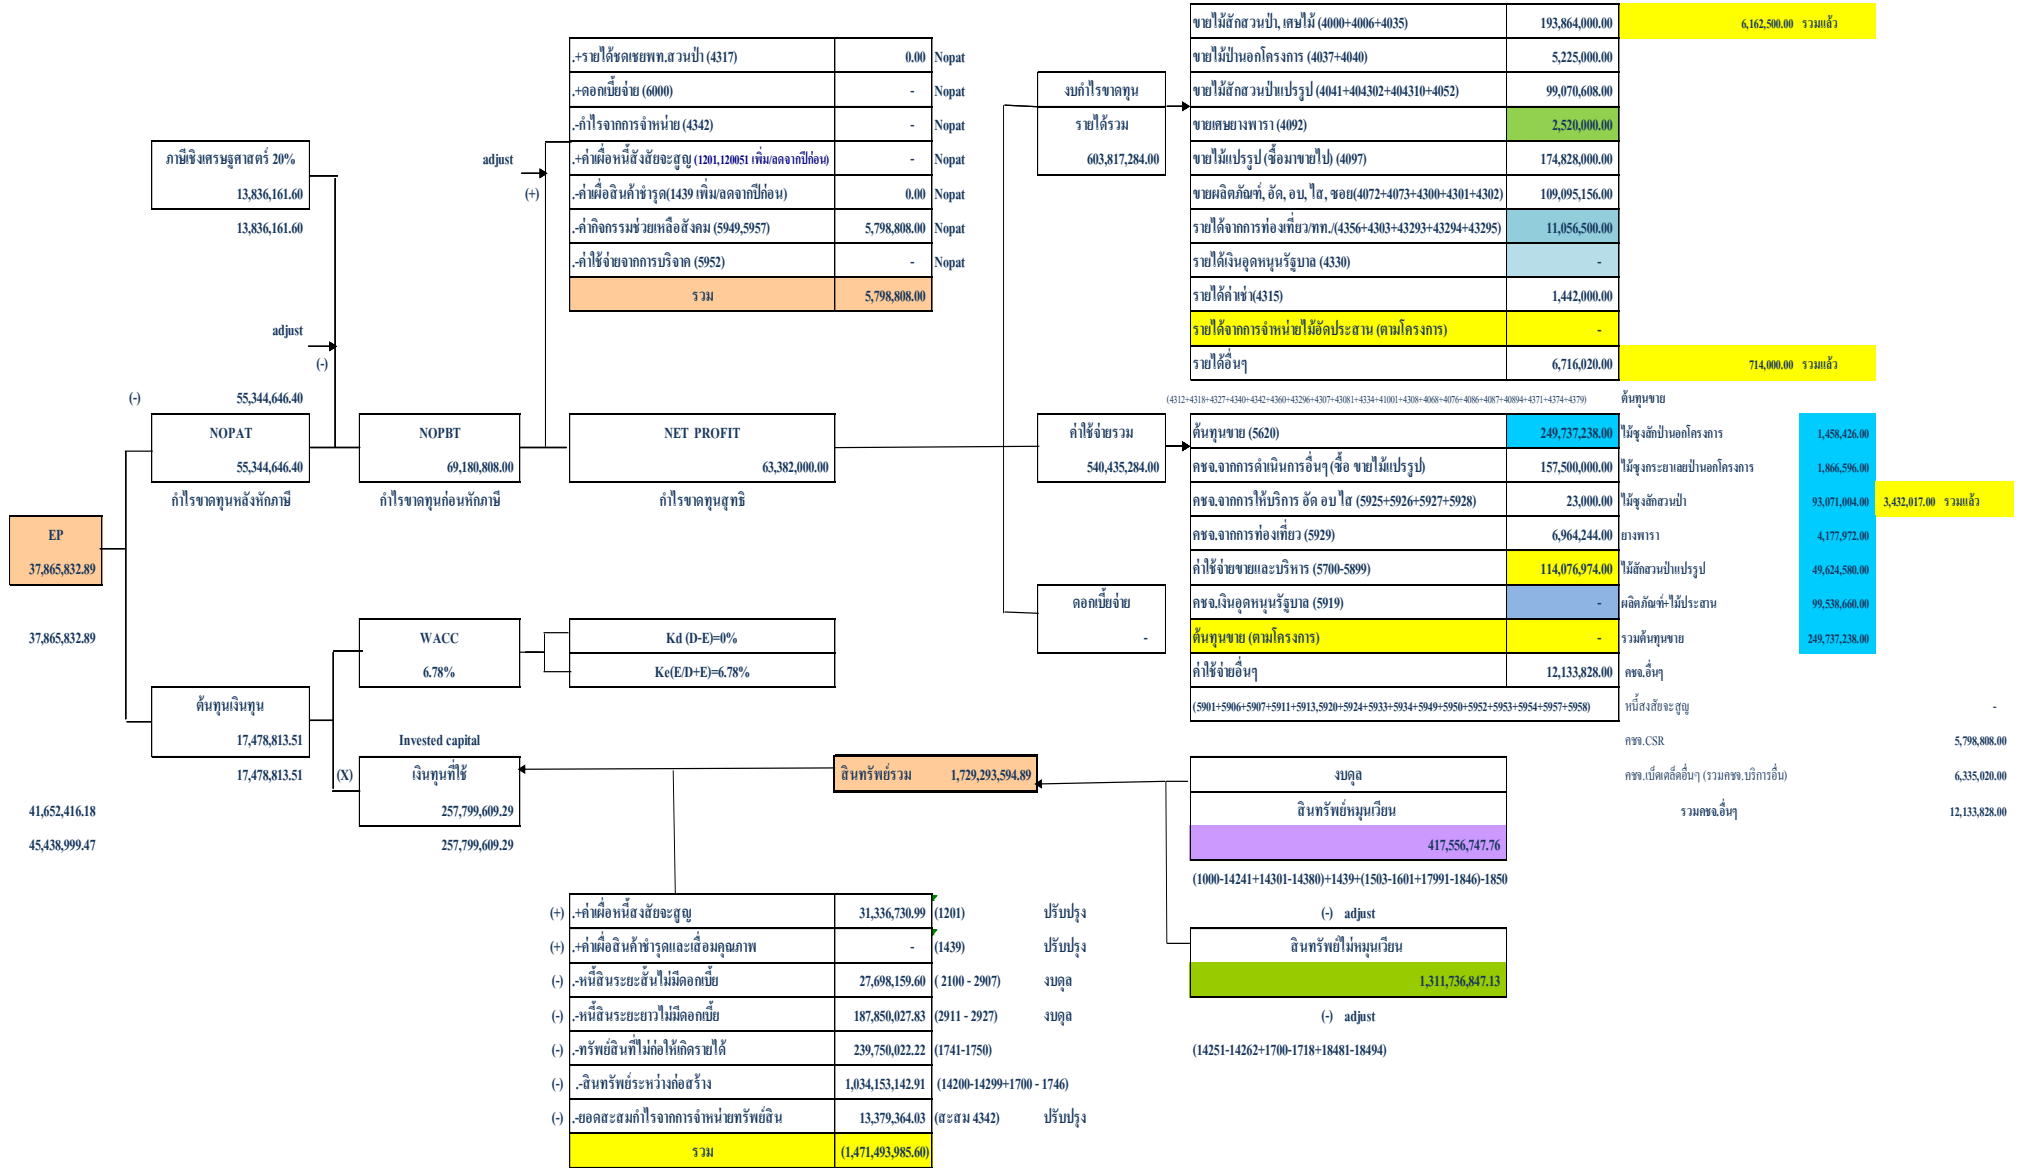 ขายไม้สักสวนป่า, เศษไม้ (4000+4006+4035) 193,864,000.00 6,162,500.00 รวมแล้ว
.+รายได้ชดเชยพท.สวนป่า (4317) 0.00 Nopat
ขายไม้ป่านอกโครงการ (4037+4040) 5,225,000.00
.+ดอกเบี้ยจ่าย (6000) - Nopat
งบกำไรขาดทุน
ขายไม้สักสวนป่าแปรรูป (4041+404302+404310+4052) 99,070,608.00
.-กำไรจากการจำหน่าย (4342) - Nopat
รายได้รวม
ขายเศษยางพารา (4092) 2,520,000.00
ภาษีเชิงเศรษฐศาสตร์ 20%
adjust
.+ค่าเผื่อหนี้สังสัยจะสูญ (1201,120051 เพิ่ม/ลดจากปีก่อน) - Nopat
603,817,284.00
ขายไม้แปรรูป (ซื้อมาขายไป) (4097) 174,828,000.00
13,836,161.60
(+)
.-ค่าเผื่อสินค้าชำรุด(1439 เพิ่ม/ลดจากปีก่อน) 0.00 Nopat
ขายผลิตภัณฑ์, อัด, อบ, ไส, ซอย(4072+4073+4300+4301+4302) 109,095,156.00
13,836,161.60
.-ค่ากิจกรรมช่วยเหลือสังคม (5949,5957) 5,798,808.00 Nopat
รายได้จากการท่องเที่ยว/ทท./(4356+4303+43293+43294+43295) 11,056,500.00
.-ค่าใช้จ่ายจากการบริจาค (5952) - Nopat
รายได้เงินอุดหนุนรัฐบาล (4330) -
รวม 5,798,808.00
รายได้ค่าเช่า(4315) 1,442,000.00
adjust
รายได้จากการจำหน่ายไม้อัดประสาน (ตามโครงการ) -
(-)
รายได้อื่นๆ 6,716,020.00 714,000.00 รวมแล้ว
(-) 55,344,646.40
(4312+4318+4327+4340+4342+4360+43296+4307+43081+4334+41001+4308+4068+4076+4086+4087+40894+4371+4374+4379) ต้นทุนขาย
NOPAT NOPBT NET PROFIT ค่าใช้จ่ายรวม
ต้นทุนขาย (5620) 249,737,238.00 ไม้ซุงสักป่านอกโครงการ 1,458,426.00
55,344,646.40 69,180,808.00 63,382,000.00 540,435,284.00
คชจ.จากการดำเนินการอื่นๆ (ซื้อ ขายไม้แปรรูป) 157,500,000.00 ไม้ซุงกระยาเลยป่านอกโครงการ 1,866,596.00
กำไรขาดทุนหลังหักภาษี กำไรขาดทุนก่อนหักภาษี กำไรขาดทุนสุทธิ
คชจ.จากการให้บริการ อัด อบ ไส (5925+5926+5927+5928) 23,000.00 ไม้ซุงสักสวนป่า 93,071,004.00 3,432,017.00 รวมแล้ว
EP
คชจ.จากการท่องเที่ยว (5929) 6,964,244.00 ยางพารา 4,177,972.00
37,865,832.89
ค่าใช้จ่ายขายและบริหาร (5700-5899) 114,076,974.00 ไม้สักสวนป่าแปรรูป 49,624,580.00
ดอกเบี้ยจ่าย
คชจ.เงินอุดหนุนรัฐบาล (5919) - ผลิตภัณฑ์+ไม้ประสาน 99,538,660.00
37,865,832.89 WACC Kd (D-E)=0% -
ต้นทุนขาย (ตามโครงการ) - รวมต้นทุนขาย 249,737,238.00
6.78% Ke(E/D+E)=6.78%
ค่าใช้จ่ายอื่นๆ 12,133,828.00 คชจ.อื่นๆ
ต้นทุนเงินทุน
(5901+5906+5907+5911+5913,5920+5924+5933+5934+5949+5950+5952+5953+5954+5957+5958) หนี้สงสัยจะสูญ -
17,478,813.51 Invested capital
คชจ.CSR 5,798,808.00
17,478,813.51 (X) เงินทุนที่ใช้ สินทรัพย์รวม 1,729,293,594.89 งบดุล
คชจ.เบ็ดเตล็ดอื่นๆ (รวมคชจ.บริการอื่น) 6,335,020.00
41,652,416.18 257,799,609.29 สินทรัพย์หมุนเวียน รวมคชจ.อื่นๆ 12,133,828.00
45,438,999.47 257,799,609.29 417,556,747.76
(1000-14241+14301-14380)+1439+(1503-1601+17991-1846)-1850
(+) .+ค่าเผื่อหนี้สงสัยจะสูญ 31,336,730.99 (1201) ปรับปรุง (-) adjust
(+) .+ค่าเผื่อสินค้าชำรุดและเสื่อมคุณภาพ - (1439) ปรับปรุง สินทรัพย์ไม่หมุนเวียน
(-) .-หนี้สินระยะสั้นไม่มีดอกเบี้ย 27,698,159.60 ( 2100 - 2907) งบดุล 1,311,736,847.13
(-) .-หนี้สินระยะยาวไม่มีดอกเบี้ย 187,850,027.83 (2911 - 2927) งบดุล (-) adjust
(-) .-ทรัพย์สินที่ไม่ก่อให้เกิดรายได้ 239,750,022.22 (1741-1750) (14251-14262+1700-1718+18481-18494)
(-) .-สินทรัพย์ระหว่างก่อสร้าง 1,034,153,142.91 (14200-14299+1700 - 1746)
(-) .-ยอดสะสมกำไรจากการจำหน่ายทรัพย์สิน 13,379,364.03 (สะสม 4342) ปรับปรุง
รวม (1,471,493,985.60)